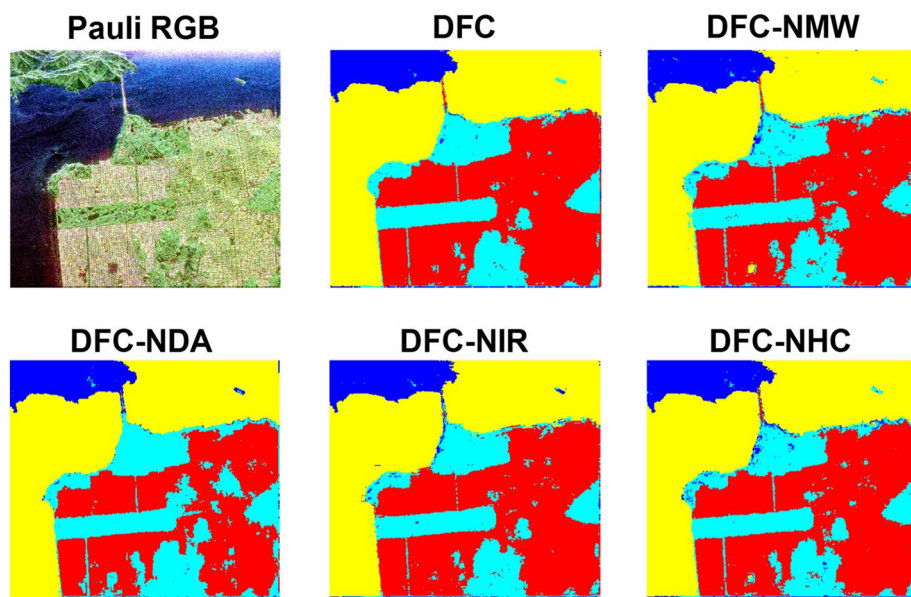 Pauli RGB
DFC
DFC-NMW
DFC-NDA
DFC-NIR
DFC-NHC